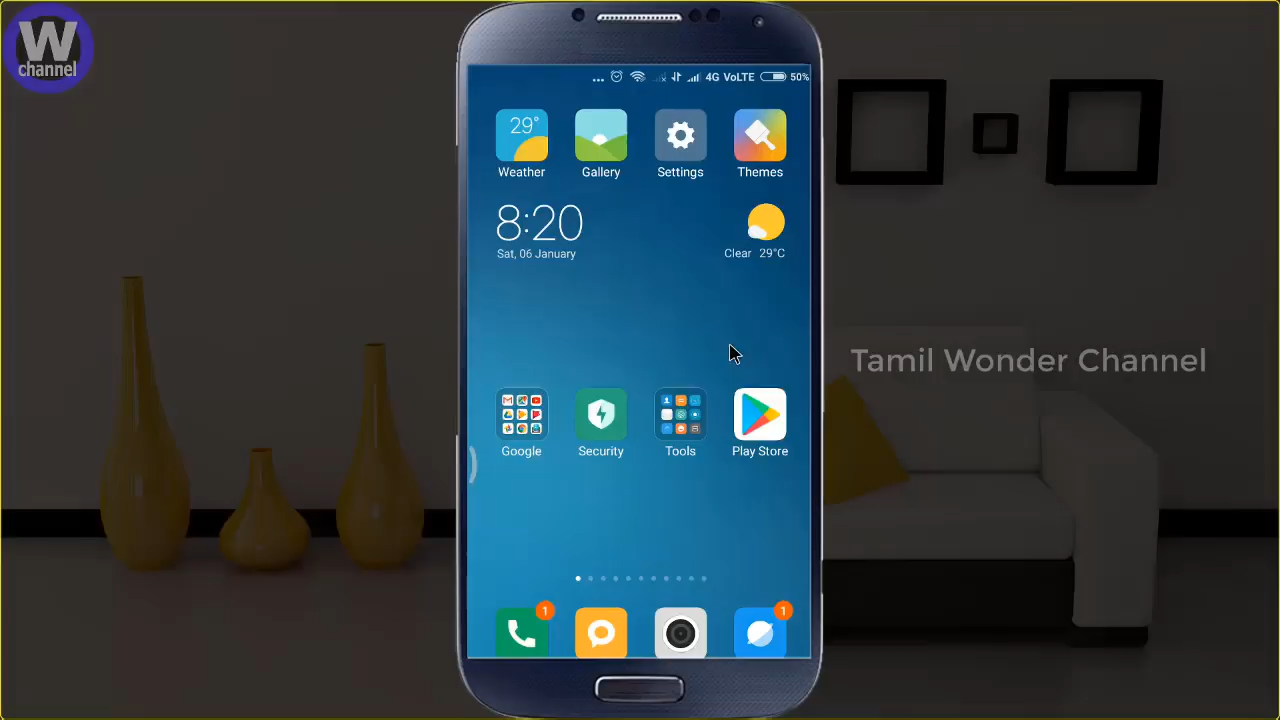 W
channel
4G VoLTE 50%
29°
Weather Gallery Settings Themes
8:20
Sat, 06 January
Clear 29°C
Tamil Wonder Channel
Google Security Tools Play Store
1 1